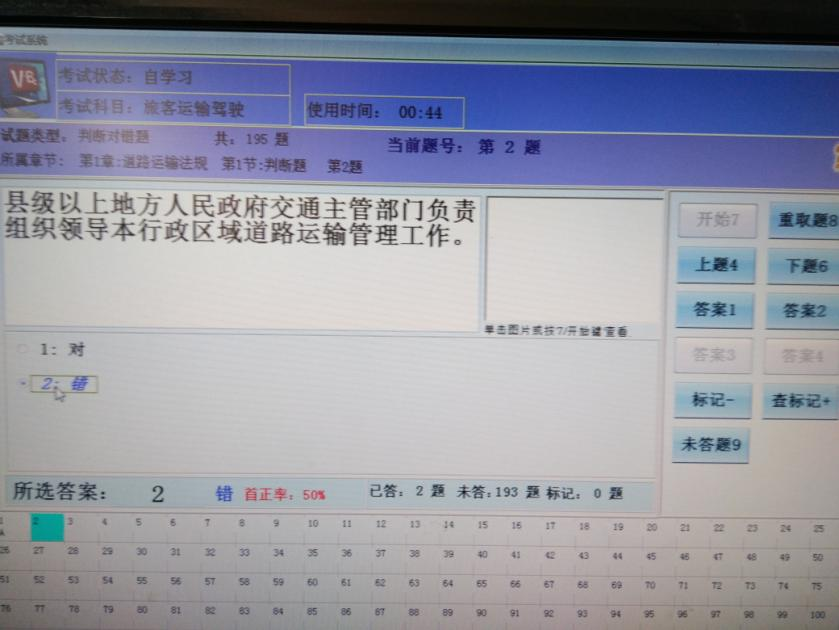 考试系统
VB
考试状态：自学习
考试科目：旅客运输驾驶
使用时间： 00:44
试题类型：判断对错题 共：195 题
当前题号：第 2 题
所属章节： 第1章:道路运输法规 第1节:判断题 第2题
县级以上地方人民政府交通主管部门负责
组织领导本行政区域道路运输管理工作。
单击图片或按7/开始键查看.
开始7 重取题8
上题4 下题6
答案1 答案2
答案3 答案4
标记- 查标记+
未答题9
1: 对
2: 错
所选答案： 2 错 首正率：50% 已答：2 题 未答:193 题 标记：0 题
1 2 3 4 5 6 7 8 9 10 11 12 13 14 15 16 17 18 19 20 21 22 23 24 25
26 27 28 29 30 31 32 33 34 35 36 37 38 39 40 41 42 43 44 45 46 47 48 49 50
51 52 53 54 55 56 57 58 59 60 61 62 63 64 65 66 67 68 69 70 71 72 73 74 75
76 77 78 79 80 81 82 83 84 85 86 87 88 89 90 91 92 93 94 95 96 97 98 99 100